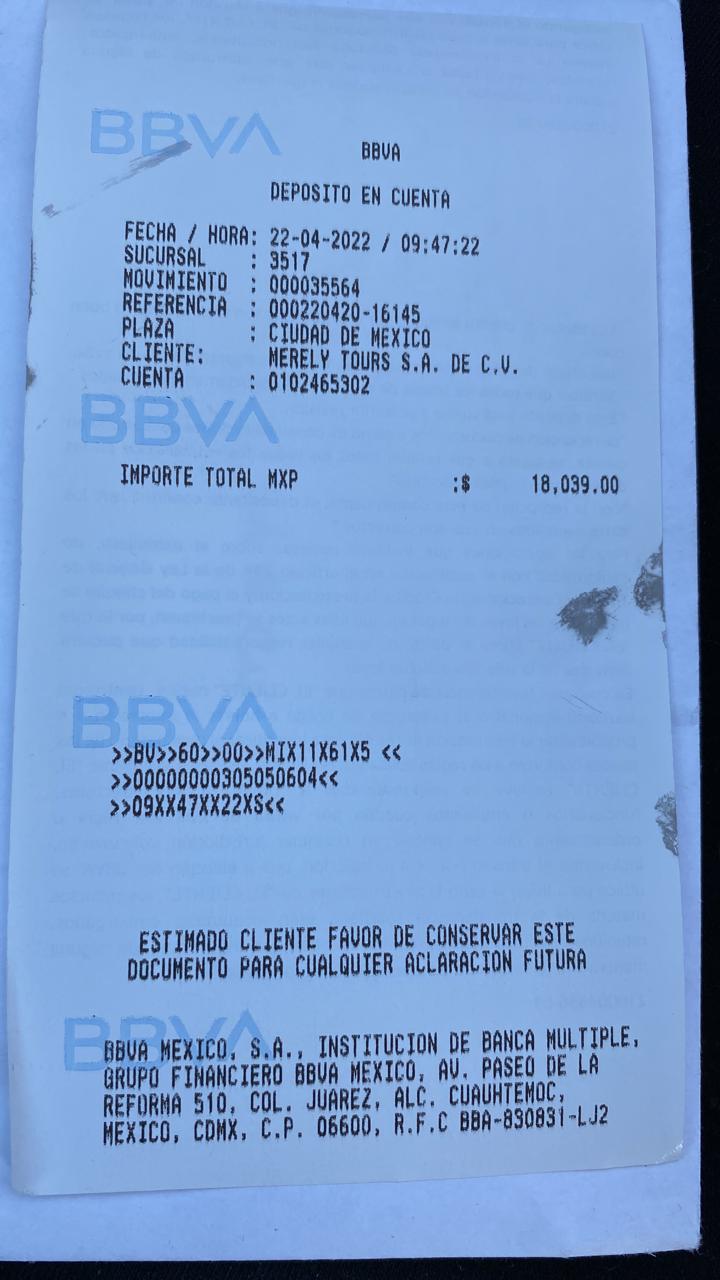 BBVA
BBVA
DEPOSITO EN CUENTA
FECHA / HORA: 22-04-2022 / 09:47:22
SUCURSAL : 3517
MOVIMIENTO : 000035564
REFERENCIA : 000220420-16145
PLAZA : CIUDAD DE MEXICO
CLIENTE: MERELY TOURS S.A. DE C.V.
CUENTA : 0102465302
BBVA
IMPORTE TOTAL MXP :$ 18,039.00
BBVA
>>BV>>60>>00>>MIX11X61X5 <<
>>000000000305050604<<
>>09XX47XX22XS<<
ESTIMADO CLIENTE FAVOR DE CONSERVAR ESTE
DOCUMENTO PARA CUALQUIER ACLARACION FUTURA
BBVA
BBVA MEXICO, S.A., INSTITUCION DE BANCA MULTIPLE,
GRUPO FINANCIERO BBVA MEXICO, AV. PASEO DE LA
REFORMA 510, COL. JUAREZ, ALC. CUAUHTEMOC,
MEXICO, CDMX, C.P. 06600, R.F.C BBA-830831-LJ2